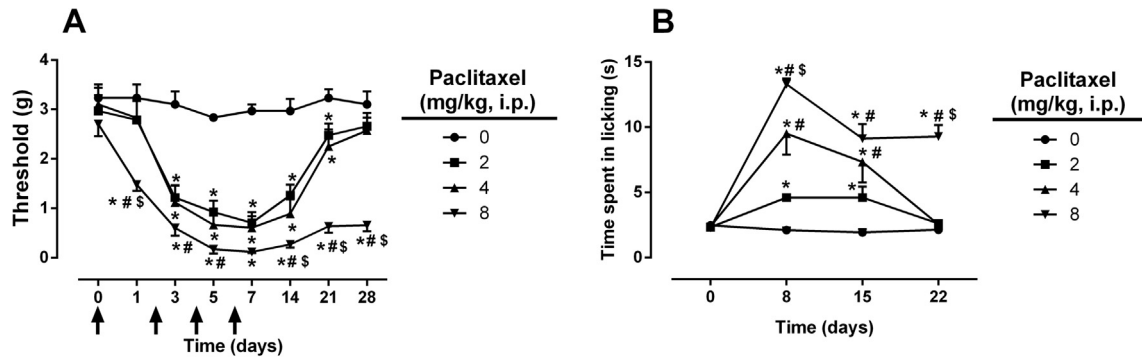 A
Threshold (g)
4
3
2
1
0
* # $
*
*
* #
*
*
* #
*
*
*
*
*
* # $
*
*
* # $
* # $
0 1 3 5 7 14 21 28
Time (days)
Paclitaxel
(mg/kg, i.p.)
0
2
4
8
B
Time spent in licking (s)
15
10
5
0
* # $
* #
*
* #
* #
*
* # $
0 8 15 22
Time (days)
Paclitaxel
(mg/kg, i.p.)
0
2
4
8